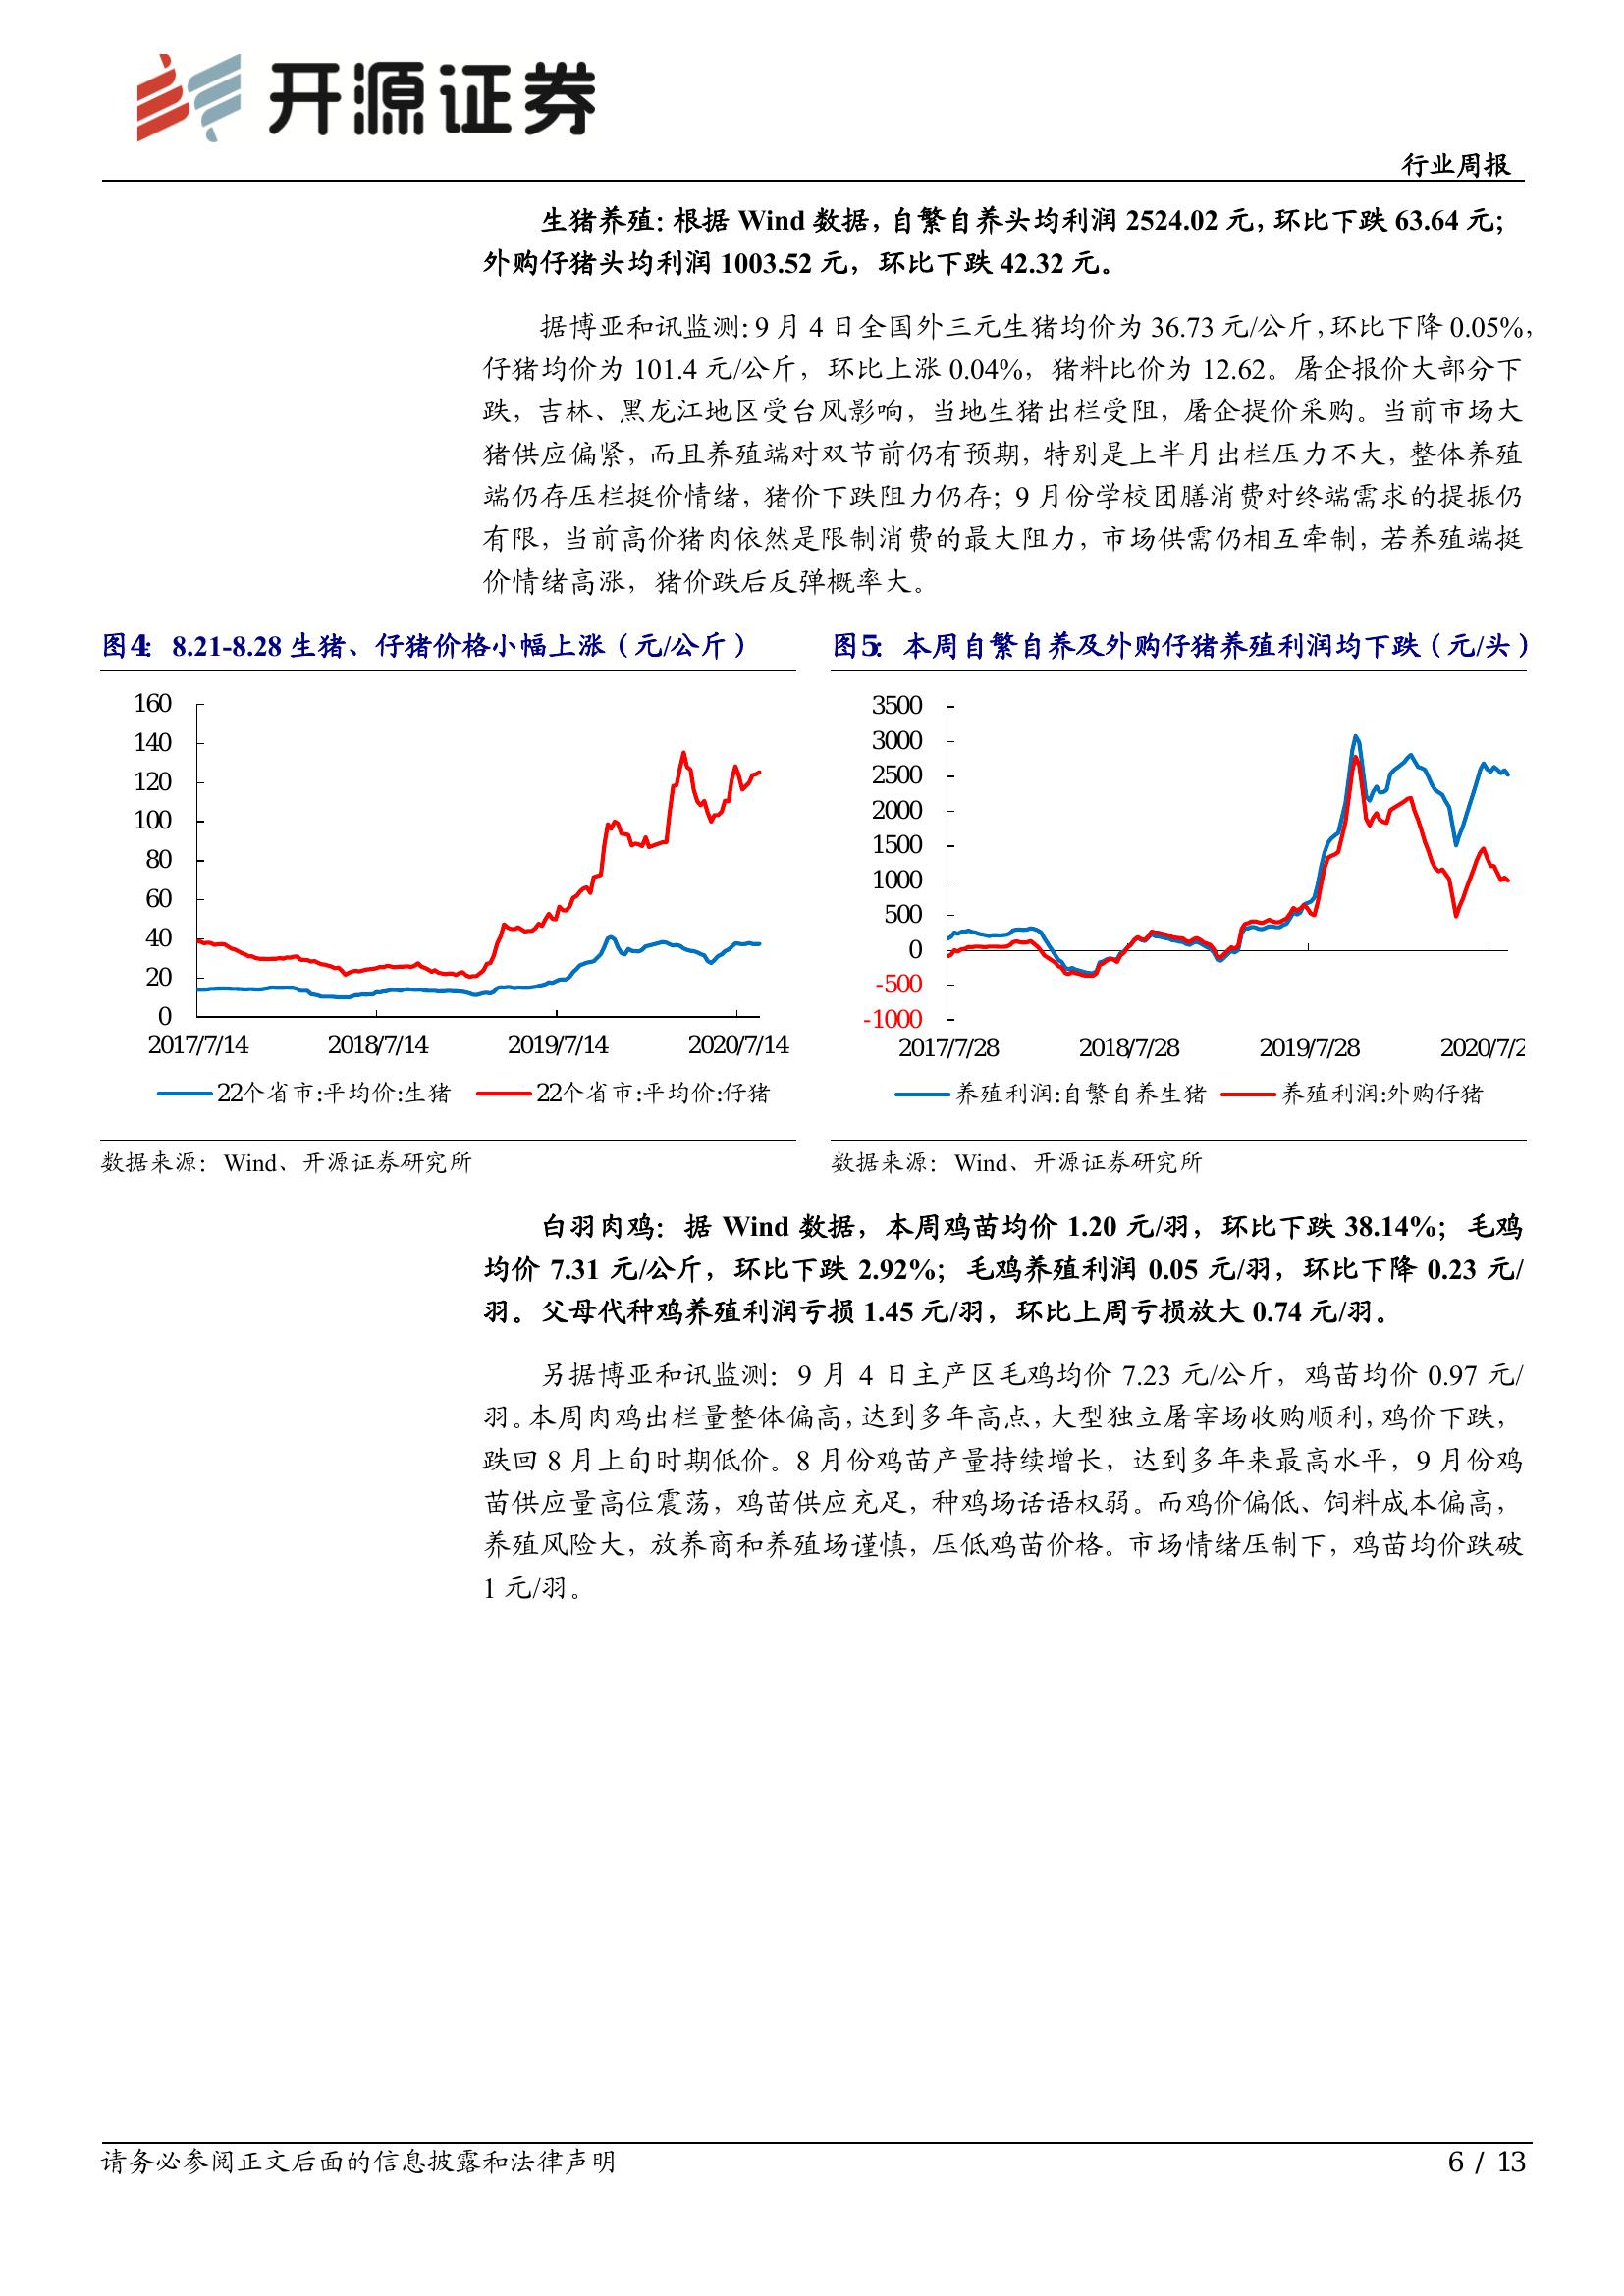 开源证券
行业周报
生猪养殖：根据 Wind 数据，自繁自养头均利润 2524.02 元，环比下跌 63.64 元；
外购仔猪头均利润 1003.52 元，环比下跌 42.32 元。
据博亚和讯监测：9 月 4 日全国外三元生猪均价为 36.73 元/公斤，环比下降 0.05%，
仔猪均价为 101.4 元/公斤，环比上涨 0.04%，猪料比价为 12.62。屠企报价大部分下
跌，吉林、黑龙江地区受台风影响，当地生猪出栏受阻，屠企提价采购。当前市场大
猪供应偏紧，而且养殖端对双节前仍有预期，特别是上半月出栏压力不大，整体养殖
端仍存压栏挺价情绪，猪价下跌阻力仍存；9 月份学校团膳消费对终端需求的提振仍
有限，当前高价猪肉依然是限制消费的最大阻力，市场供需仍相互牵制，若养殖端挺
价情绪高涨，猪价跌后反弹概率大。
图4：8.21-8.28 生猪、仔猪价格小幅上涨（元/公斤）
160
140
120
100
80
60
40
20
0
2017/7/14 2018/7/14 2019/7/14 2020/7/14
22个省市:平均价:生猪 22个省市:平均价:仔猪
数据来源：Wind、开源证券研究所
图5：本周自繁自养及外购仔猪养殖利润均下跌（元/头）
3500
3000
2500
2000
1500
1000
500
0
-500
-1000
2017/7/28 2018/7/28 2019/7/28 2020/7/2
养殖利润:自繁自养生猪 养殖利润:外购仔猪
数据来源：Wind、开源证券研究所
白羽肉鸡：据 Wind 数据，本周鸡苗均价 1.20 元/羽，环比下跌 38.14%；毛鸡
均价 7.31 元/公斤，环比下跌 2.92%；毛鸡养殖利润 0.05 元/羽，环比下降 0.23 元/
羽。父母代种鸡养殖利润亏损 1.45 元/羽，环比上周亏损放大 0.74 元/羽。
另据博亚和讯监测：9 月 4 日主产区毛鸡均价 7.23 元/公斤，鸡苗均价 0.97 元/
羽。本周肉鸡出栏量整体偏高，达到多年高点，大型独立屠宰场收购顺利，鸡价下跌，
跌回 8 月上旬时期低价。8 月份鸡苗产量持续增长，达到多年来最高水平，9 月份鸡
苗供应量高位震荡，鸡苗供应充足，种鸡场话语权弱。而鸡价偏低、饲料成本偏高，
养殖风险大，放养商和养殖场谨慎，压低鸡苗价格。市场情绪压制下，鸡苗均价跌破
1 元/羽。
请务必参阅正文后面的信息披露和法律声明
6 / 13